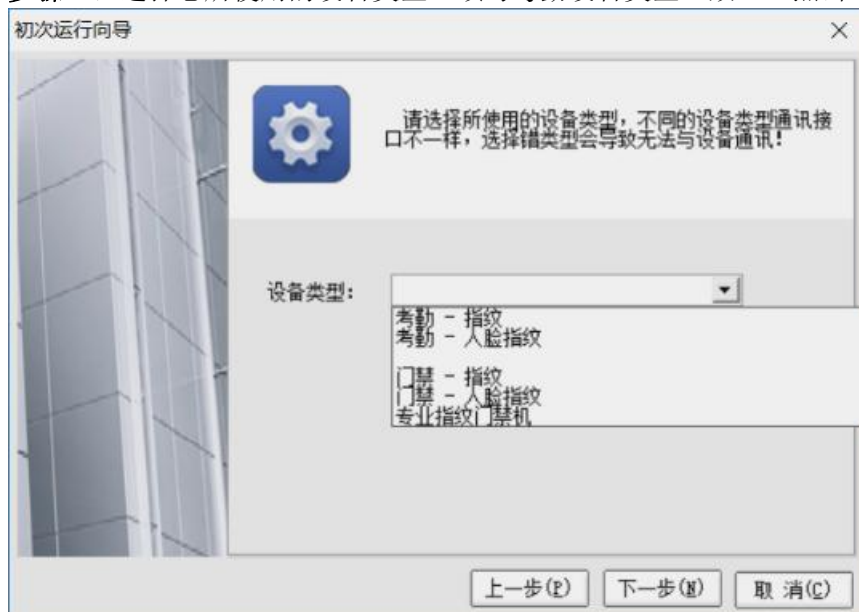 初次运行向导
请选择所使用的设备类型，不同的设备类型通讯接
口不一样，选择错类型会导致无法与设备通讯！
设备类型：
考勤 - 指纹
考勤 - 人脸指纹
门禁 - 指纹
门禁 - 人脸指纹
专业指纹门禁机
上一步(P)
下一步(N)
取 消(C)